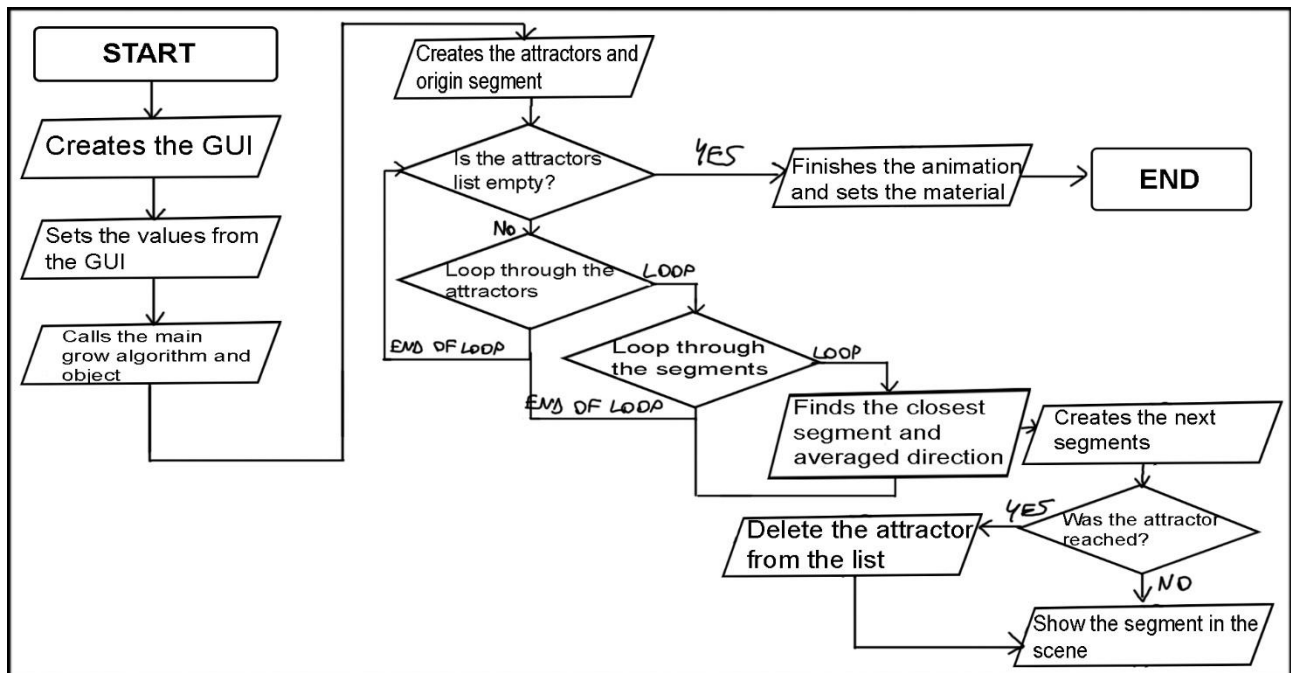 START
Creates the GUI
Sets the values from
the GUI
Calls the main
grow algorithm and
object
Creates the attractors and
origin segment
Is the attractors
list empty?
YES
Finishes the animation
and sets the material
END
No
Loop through the
attractors
LOOP
END OF LOOP
Loop through
the segments
LOOP
END OF LOOP
Finds the closest
segment and
averaged direction
Creates the next
segments
Was the attractor
reached?
YES
Delete the attractor
from the list
NO
Show the segment in the
scene